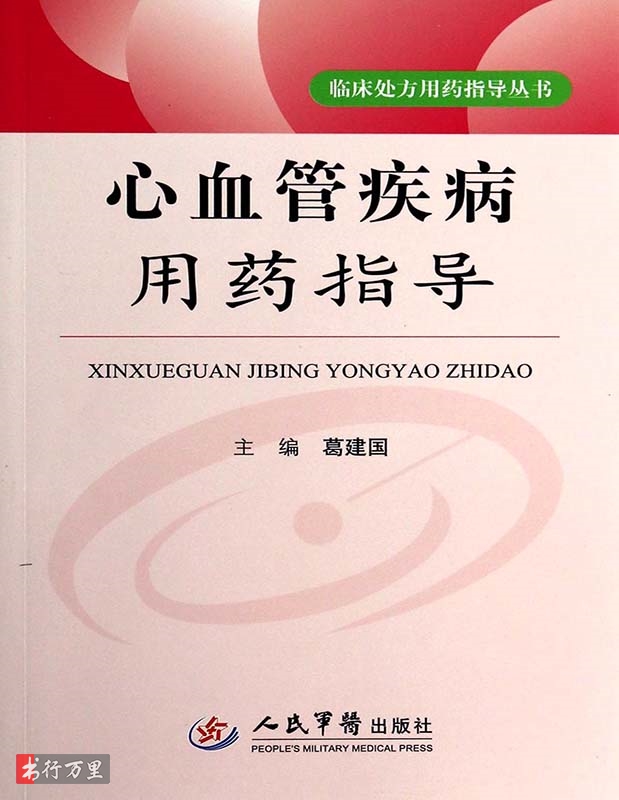 临床处方用药指导丛书
心血管疾病
用药指导
XINXUEGUAN JIBING YONGYAO ZHIDAO
主 编 葛建国
人民军醫出版社
PEOPLE'S MILITARY MEDICAL PRESS
书行万里